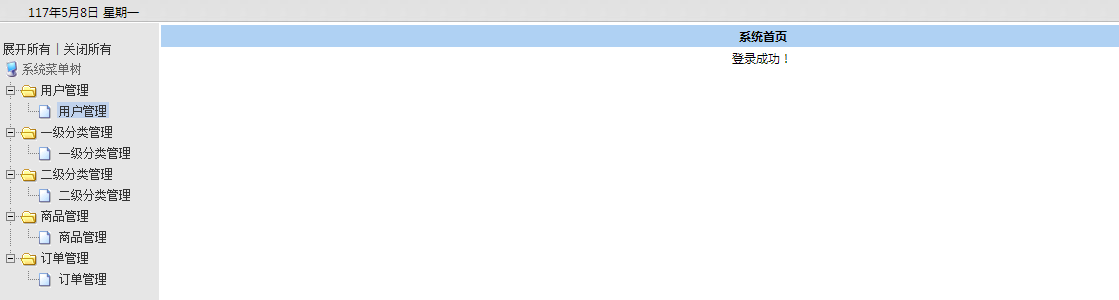 117年5月8日 星期一
展开所有 | 关闭所有
系统菜单树
用户管理
用户管理
一级分类管理
一级分类管理
二级分类管理
二级分类管理
商品管理
商品管理
订单管理
订单管理
系统首页
登录成功！